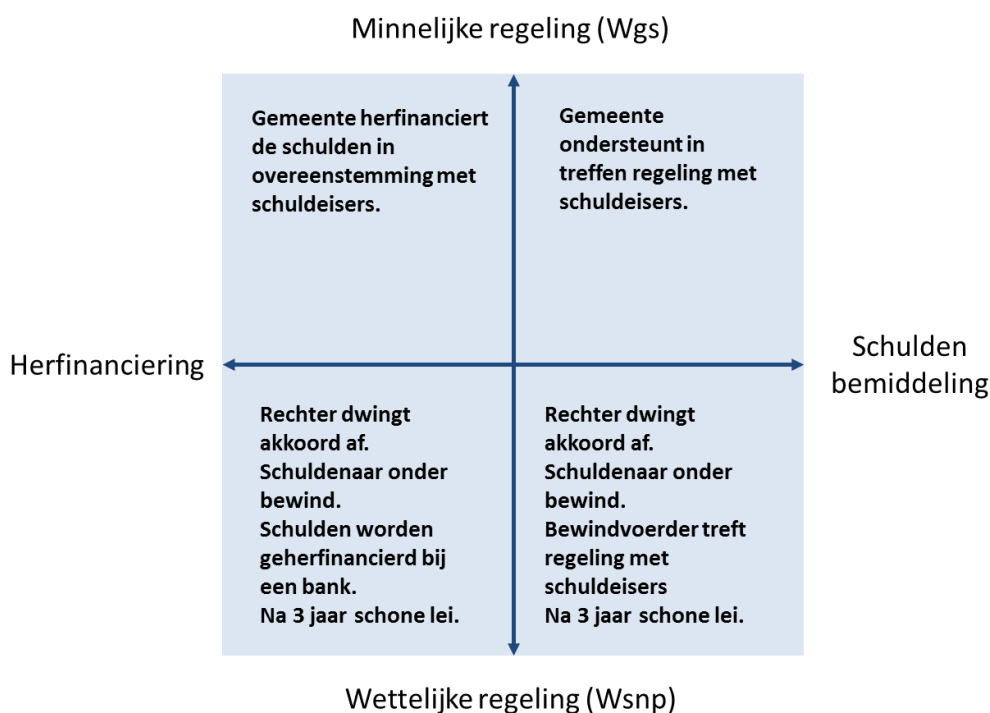 Minnelijke regeling (Wgs)
Gemeente herfinanciert
de schulden in
overeenstemming met
schuldeisers.
Gemeente
ondersteunt in
treffen regeling met
schuldeisers.
Herfinanciering
Schulden
bemiddeling
Rechter dwingt
akkoord af.
Schuldenaar onder
bewind.
Schulden worden
geherfinancierd bij
een bank.
Na 3 jaar schone lei.
Rechter dwingt
akkoord af.
Schuldenaar onder
bewind.
Bewindvoerder treft
regeling met
schuldeisers
Na 3 jaar schone lei.
Wettelijke regeling (Wsnp)